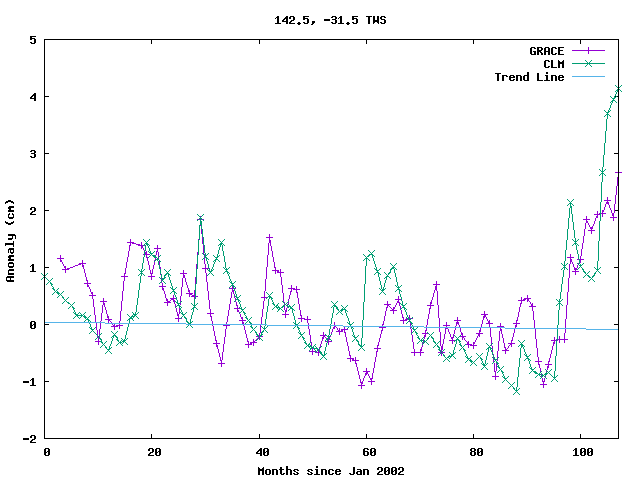 142.5, -31.5 TWS
GRACE
CLM
Trend Line
5
4
3
2
1
0
-1
-2
Anomaly (cm)
0 20 40 60 80 100
Months since Jan 2002